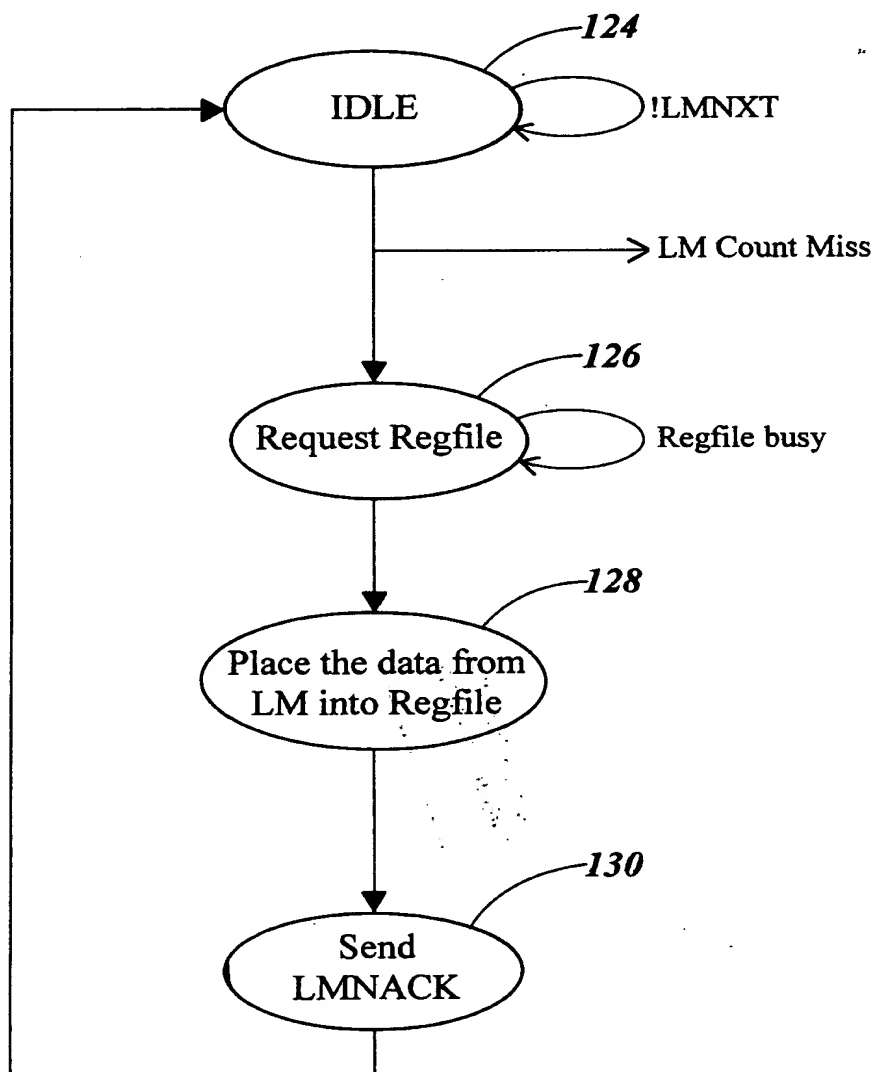 124
IDLE
!LMNXT
LM Count Miss
126
Request Regfile
Regfile busy
128
Place the data from
LM into Regfile
130
Send
LMNACK